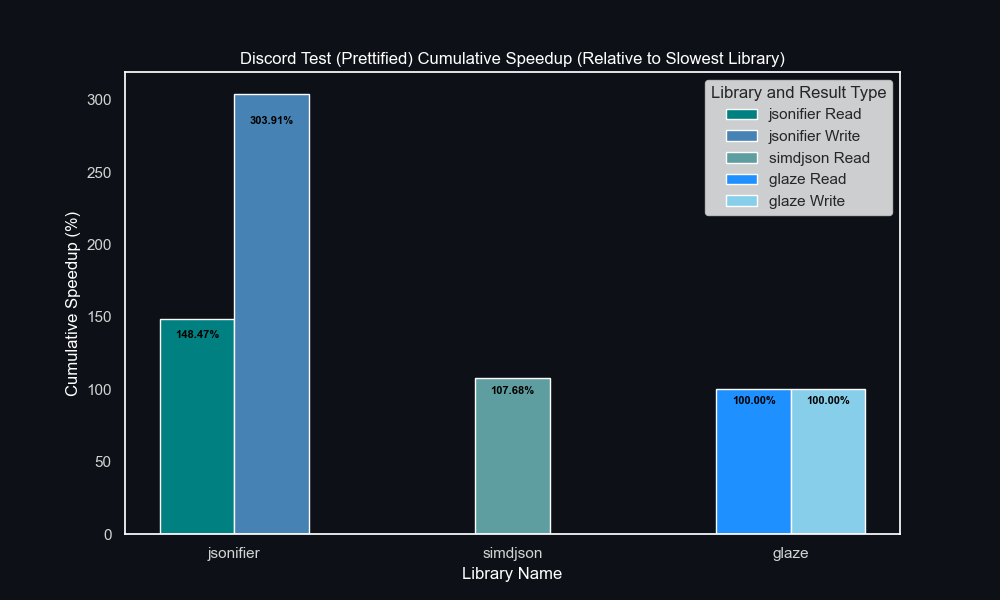 Discord Test (Prettified) Cumulative Speedup (Relative to Slowest Library)
Library and Result Type
jsonifier Read
jsonifier Write
simdjson Read
glaze Read
glaze Write
Cumulative Speedup (%)
300
250
200
150
100
50
0
303.91%
148.47%
107.68%
100.00%
100.00%
jsonifier
simdjson
glaze
Library Name